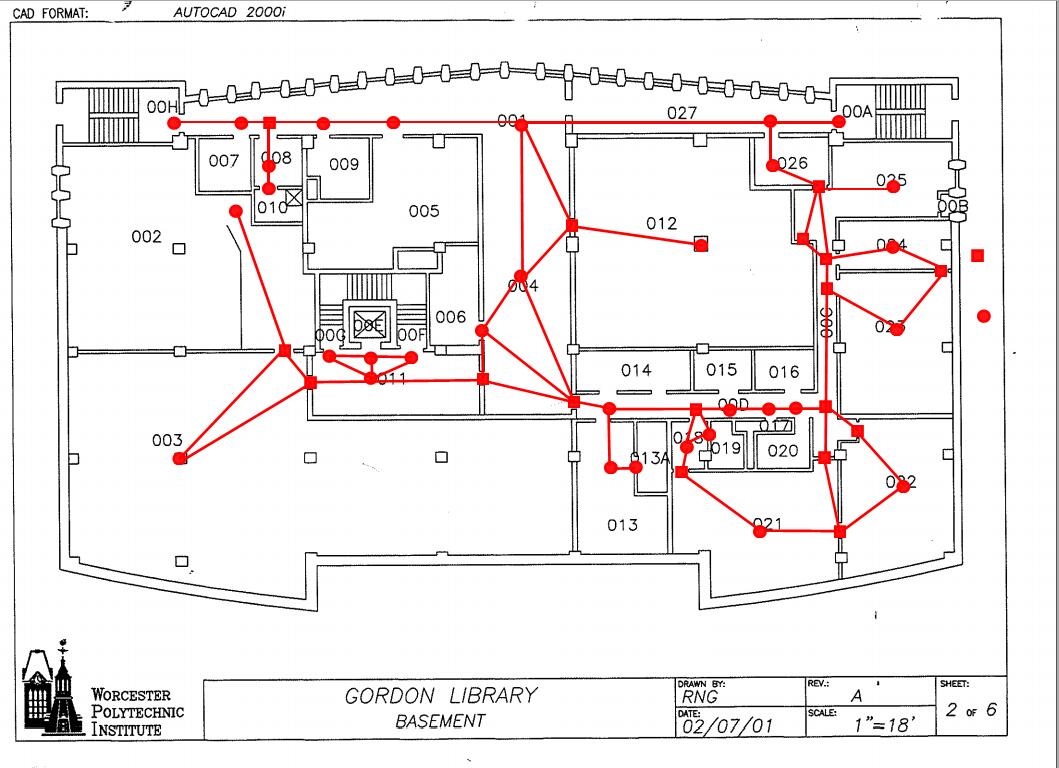 CAD FORMAT: AUTOCAD 2000i
00H
001
027
00A
007
008
009
026
025
010
00B
002
005
012
024
004
006
00G
00E
00F
00C
023
011
014
015
016
00D
003
018
017
013A
019
020
022
013
021
WORCESTER
POLYTECHNIC
INSTITUTE
GORDON LIBRARY
BASEMENT
DRAWN BY:
RNG
DATE:
02/07/01
REV.:
A
SCALE:
1"=18'
SHEET:
2 OF 6